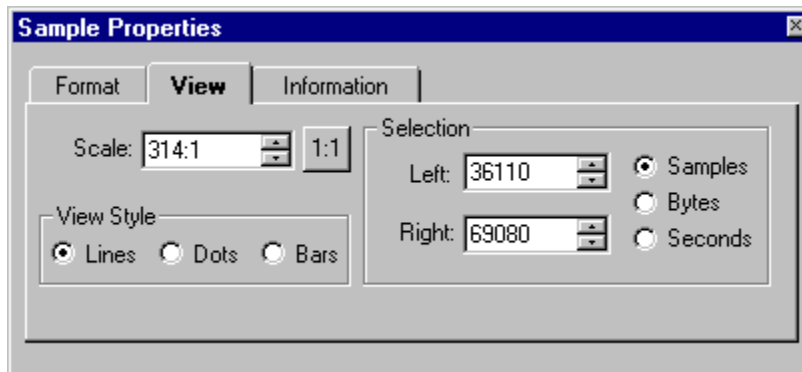 Sample Properties
Format View Information
Scale: 314:1 1:1
View Style
Lines Dots Bars
Selection
Left: 36110
Right: 69080
Samples
Bytes
Seconds